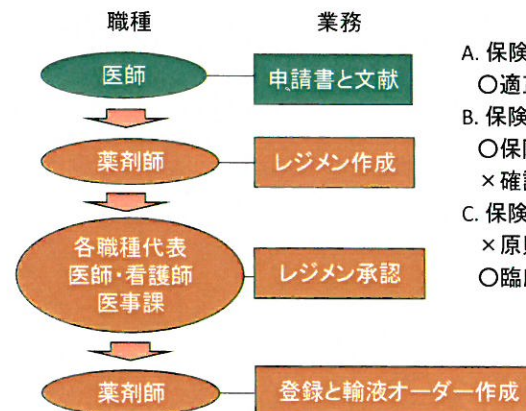 職種
業務
医師
申請書と文献
薬剤師
レジメン作成
各職種代表
医師・看護師
医事課
レジメン承認
薬剤師
登録と輸液オーダー作成
A. 保険
〇適
B. 保険
〇保
×確
C. 保険
×原
〇臨